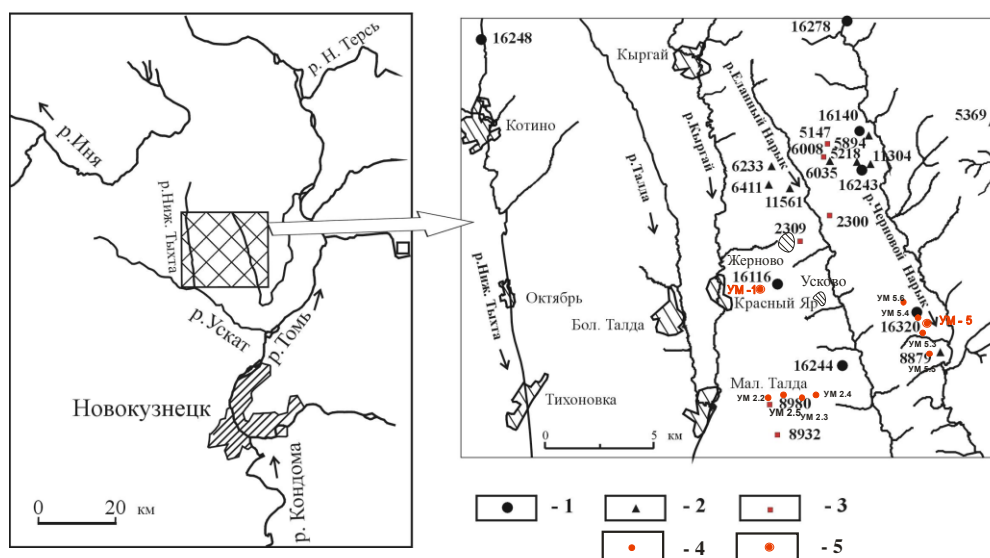 р. Н. Терсь
р.Иня
р.Ниж. Тыхта
р.Ускат
р.Томь
Новокузнецк
р. Кондома
0 20 км
16248
16278
Кыргай
р.Еланный Нарык
Котино
р.Талда
р.Кыргай
16140
5369
5147
5894
6008
5218
11304
6233
6035
16243
6411
11561
р.Черновой Нарык
2309
2300
Жерново
16116
Усково
УМ -1
УМ 5.6
р.Ниж. Тыхта
Октябрь
Красный Яр
УМ 5.4
УМ - 5
Бол. Талда
16320
УМ 5.3
8879
УМ 5.5
16244
Мал. Талда
Тихоновка
УМ 2.2
8980
УМ 2.4
УМ 2.5
УМ 2.3
8932
0 5 км
- 1
- 2
- 3
- 4
- 5